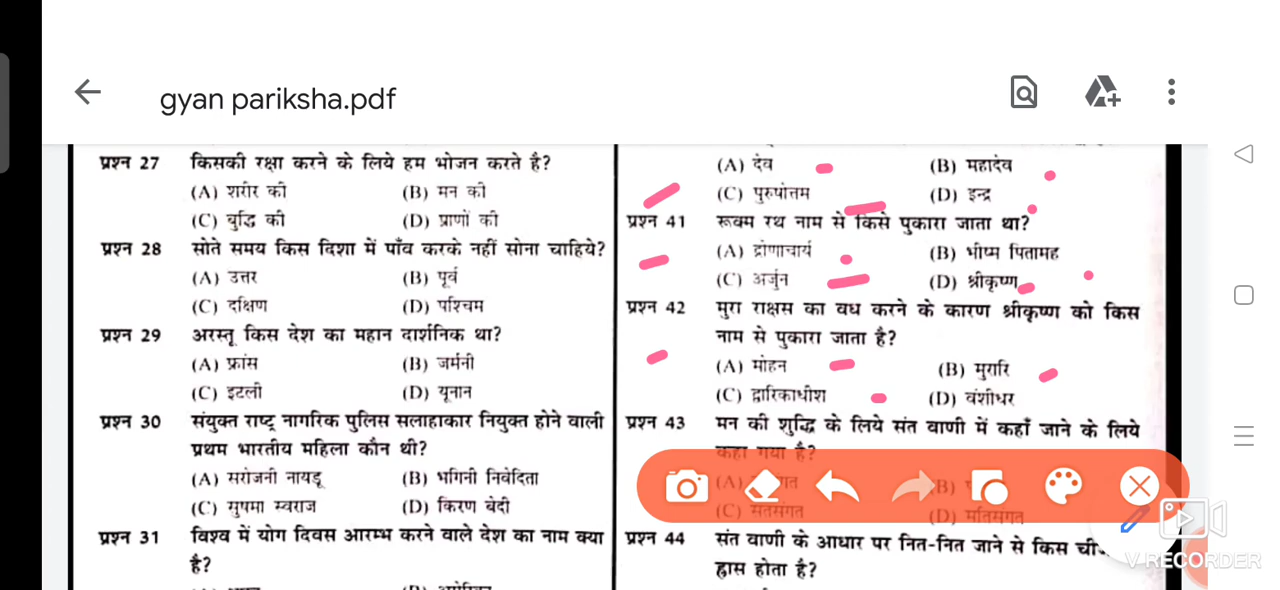 gyan pariksha.pdf
प्रश्न 27 किसकी रक्षा करने के लिये हम भोजन करते है?
(A) शरीर की (B) मन की
(C) बुद्धि की (D) प्राणों की
प्रश्न 28 सोते समय किस दिशा में पाँव करके नहीं सोना चाहिये?
(A) उत्तर (B) पूर्व
(C) दक्षिण (D) पश्चिम
प्रश्न 29 अरस्तू किस देश का महान दार्शनिक था?
(A) फ्रांस (B) जर्मनी
(C) इटली (D) यूनान
प्रश्न 30 संयुक्त राष्ट्र नागरिक पुलिस सलाहाकार नियुक्त होने वाली
प्रथम भारतीय महिला कौन थी?
(A) सरोजनी नायडू (B) भगिनी निवेदिता
(C) सुषमा स्वराज (D) किरण बेदी
प्रश्न 31 विश्व में योग दिवस आरम्भ करने वाले देश का नाम क्या
है?
(A) देव (B) महादेव
(C) पुरुषोत्तम (D) इन्द्र
प्रश्न 41 रूक्म रथ नाम से किसे पुकारा जाता था?
(A) द्रोणाचार्य (B) भीष्म पितामह
(C) अर्जुन (D) श्रीकृष्ण
प्रश्न 42 मुरा राक्षस का वध करने के कारण श्रीकृष्ण को किस
नाम से पुकारा जाता है?
(A) मोहन (B) मुरारि
(C) द्वारिकाधीश (D) वंशीधर
प्रश्न 43 मन की शुद्धि के लिये संत वाणी में कहाँ जाने के लिये
कहा गया है?
(A) (B)
(C) सतसंगत (D) मतिसंगत
प्रश्न 44 संत वाणी के आधार पर नित-नित जाने से किस
ह्रास होता है?
V RECORDER